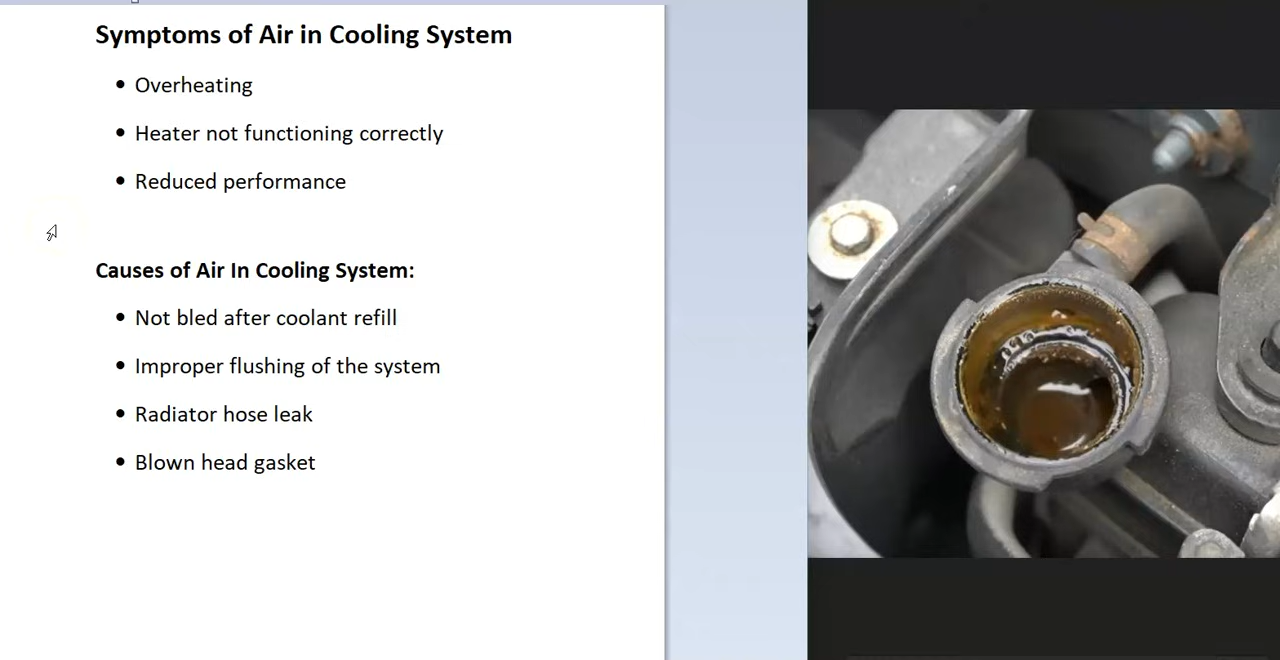 Symptoms of Air in Cooling System
• Overheating
• Heater not functioning correctly
• Reduced performance
Causes of Air In Cooling System:
• Not bled after coolant refill
• Improper flushing of the system
• Radiator hose leak
• Blown head gasket